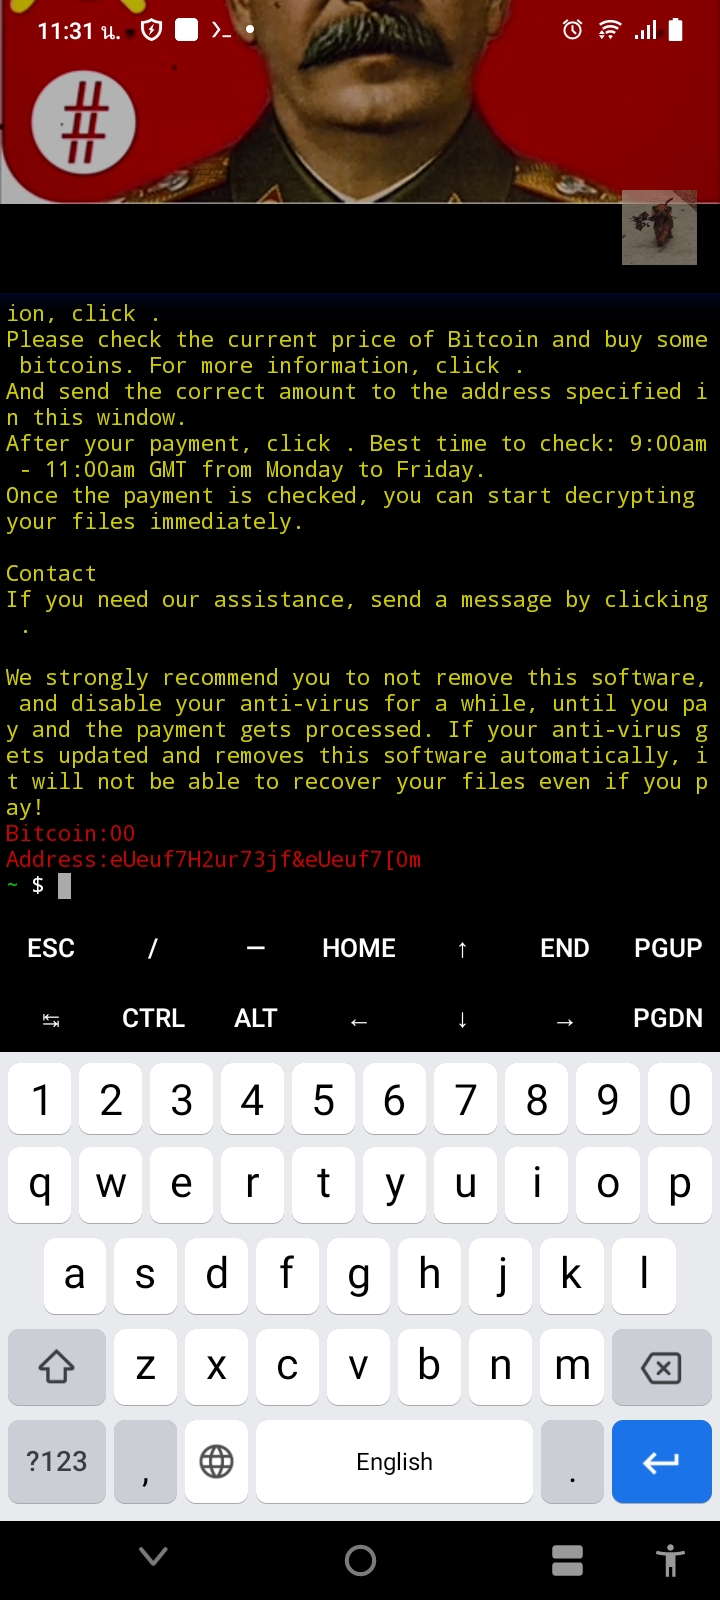 11:31 น.
#
ion, click .
Please check the current price of Bitcoin and buy some
 bitcoins. For more information, click .
And send the correct amount to the address specified i
n this window.
After your payment, click . Best time to check: 9:00am
 - 11:00am GMT from Monday to Friday.
Once the payment is checked, you can start decrypting
your files immediately.
Contact
If you need our assistance, send a message by clicking
 .
We strongly recommend you to not remove this software,
 and disable your anti-virus for a while, until you pa
y and the payment gets processed. If your anti-virus g
ets updated and removes this software automatically, i
t will not be able to recover your files even if you p
ay!
Bitcoin:00
Address:eUeuf7H2ur73jf&eUeuf7[0m
~ $
ESC / — HOME ↑ END PGUP
↹ CTRL ALT ← ↓ → PGDN
1 2 3 4 5 6 7 8 9 0
q w e r t y u i o p
a s d f g h j k l
z x c v b n m
?123 , English .